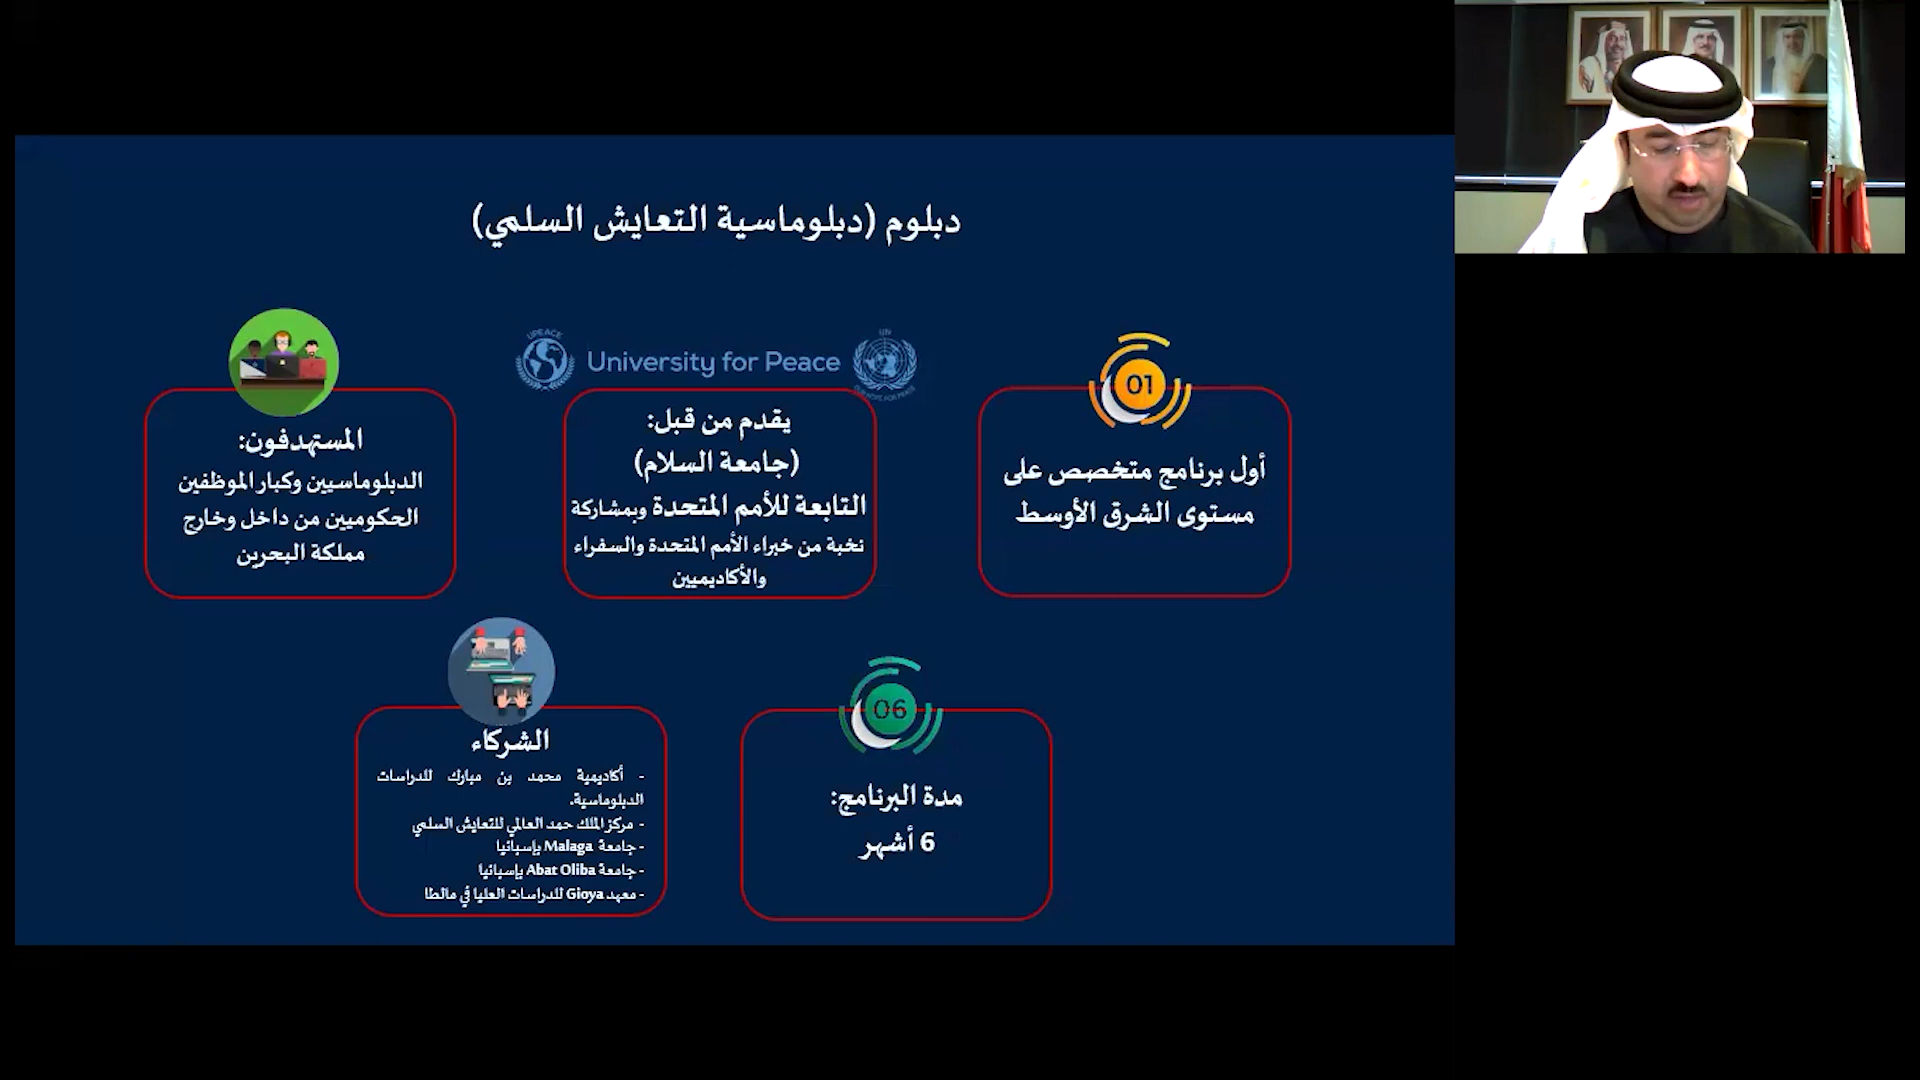 دبلوم (دبلوماسية التعايش السلمي)
01
أول برنامج متخصص على
مستوى الشرق الأوسط
UPEACE
University for Peace
UN
يقدم من قبل:
(جامعة السلام)
التابعة للأمم المتحدة وبمشاركة
نخبة من خبراء الأمم المتحدة والسفراء
والأكاديميين
المستهدفون:
الدبلوماسيين وكبار الموظفين
الحكوميين من داخل وخارج
مملكة البحرين
06
مدة البرنامج:
6 أشهر
الشركاء
- أكاديمية محمد بن مبارك للدراسات
الدبلوماسية.
- مركز الملك حمد العالمي للتعايش السلمي
- جامعة Malaga بإسبانيا
- جامعة Abat Oliba بإسبانيا
- معهد Gioya للدراسات العليا في مالطا